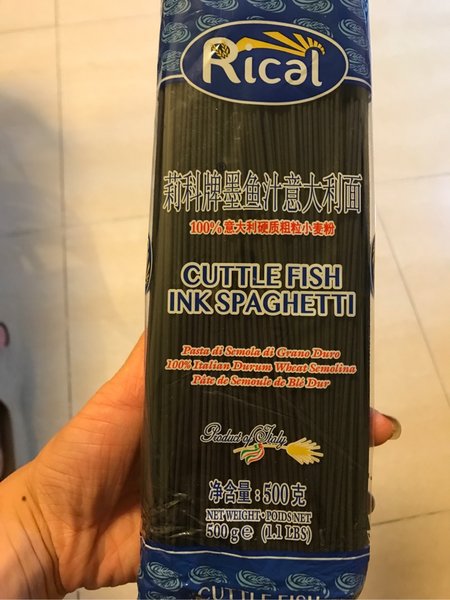 Rical
莉科牌墨鱼汁意大利面
100%意大利硬质粗粒小麦粉
CUTTLE FISH
INK SPAGHETTI
Pasta di Semola di Grano Duro
100% Italian Durum Wheat Semolina
Pâte de Semoule de Blé Dur
Product of Italy
净含量:500克
NET WEIGHT·POIDS NET
500 g e (1.1 LBS)
CUTTLE FISH